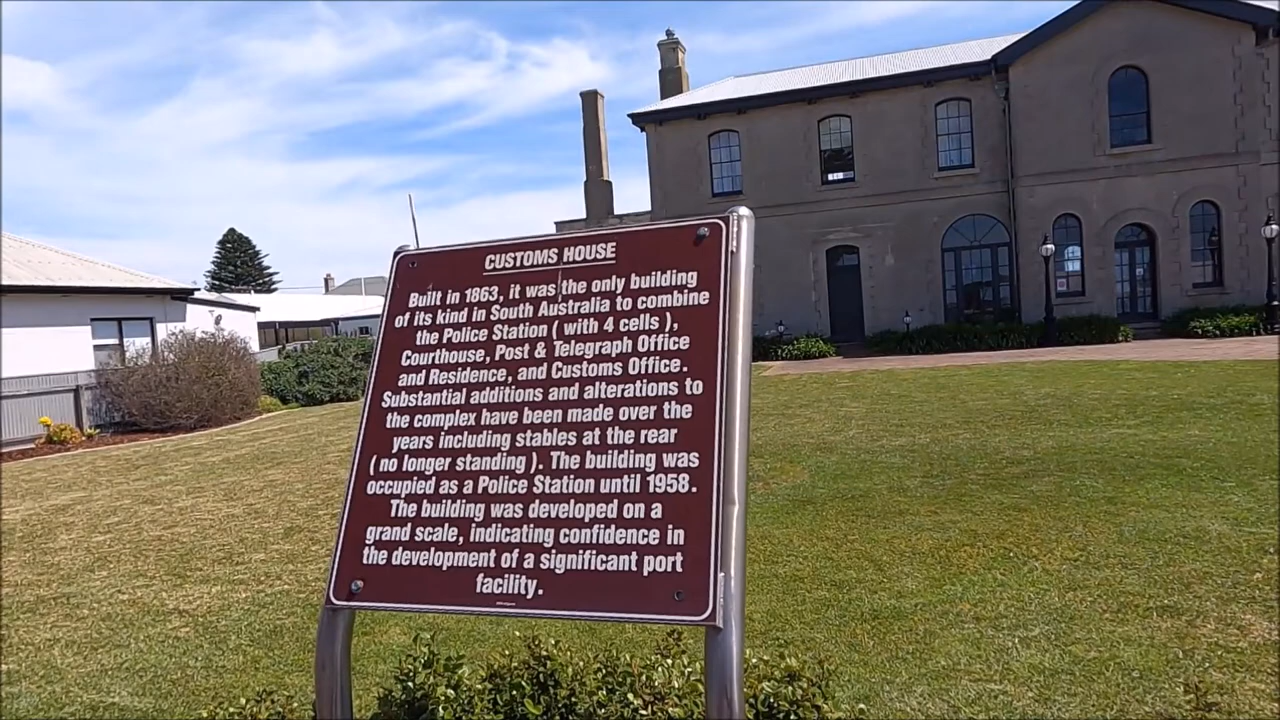 CUSTOMS HOUSE
Built in 1863, it was the only building
of its kind in South Australia to combine
the Police Station ( with 4 cells ),
Courthouse, Post & Telegraph Office
and Residence, and Customs Office.
Substantial additions and alterations to
the complex have been made over the
years including stables at the rear
( no longer standing ). The building was
occupied as a Police Station until 1958.
The building was developed on a
grand scale, indicating confidence in
the development of a significant port
facility.